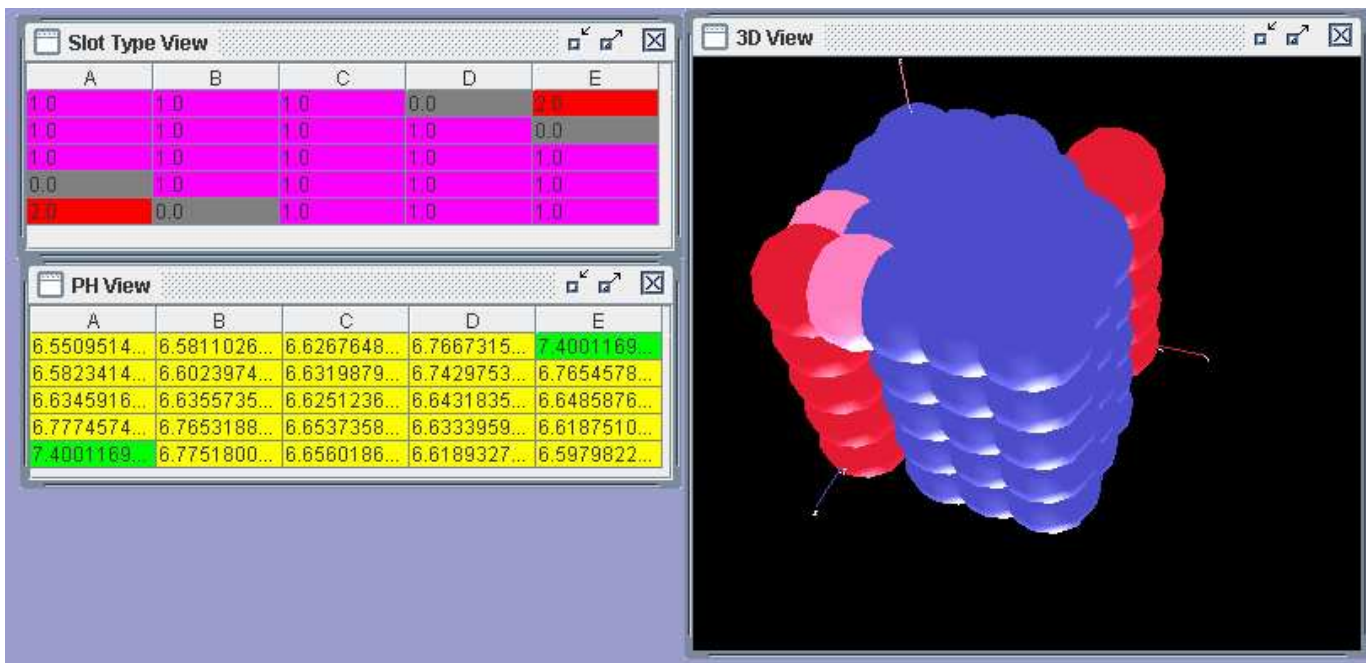 Slot Type View
A B C D E
1.0 1.0 1.0 0.0 2.0
1.0 1.0 1.0 1.0 0.0
1.0 1.0 1.0 1.0 1.0
0.0 1.0 1.0 1.0 1.0
2.0 0.0 1.0 1.0 1.0
PH View
A B C D E
6.5509514... 6.5811026... 6.6267648... 6.7667315... 7.4001169...
6.5823414... 6.6023974... 6.6319879... 6.7429753... 6.7654578...
6.6345916... 6.6355735... 6.6251236... 6.6431835... 6.6485876...
6.7774574... 6.7653188... 6.6537358... 6.6333959... 6.6187510...
7.4001169... 6.7751800... 6.6560186... 6.6189327... 6.5979822...
3D View